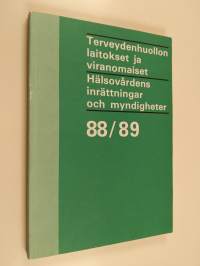 Terveydenhuollon
laitokset ja
viranomaiset
Hälsovårdens
inrättningar
och myndigheter
88/89